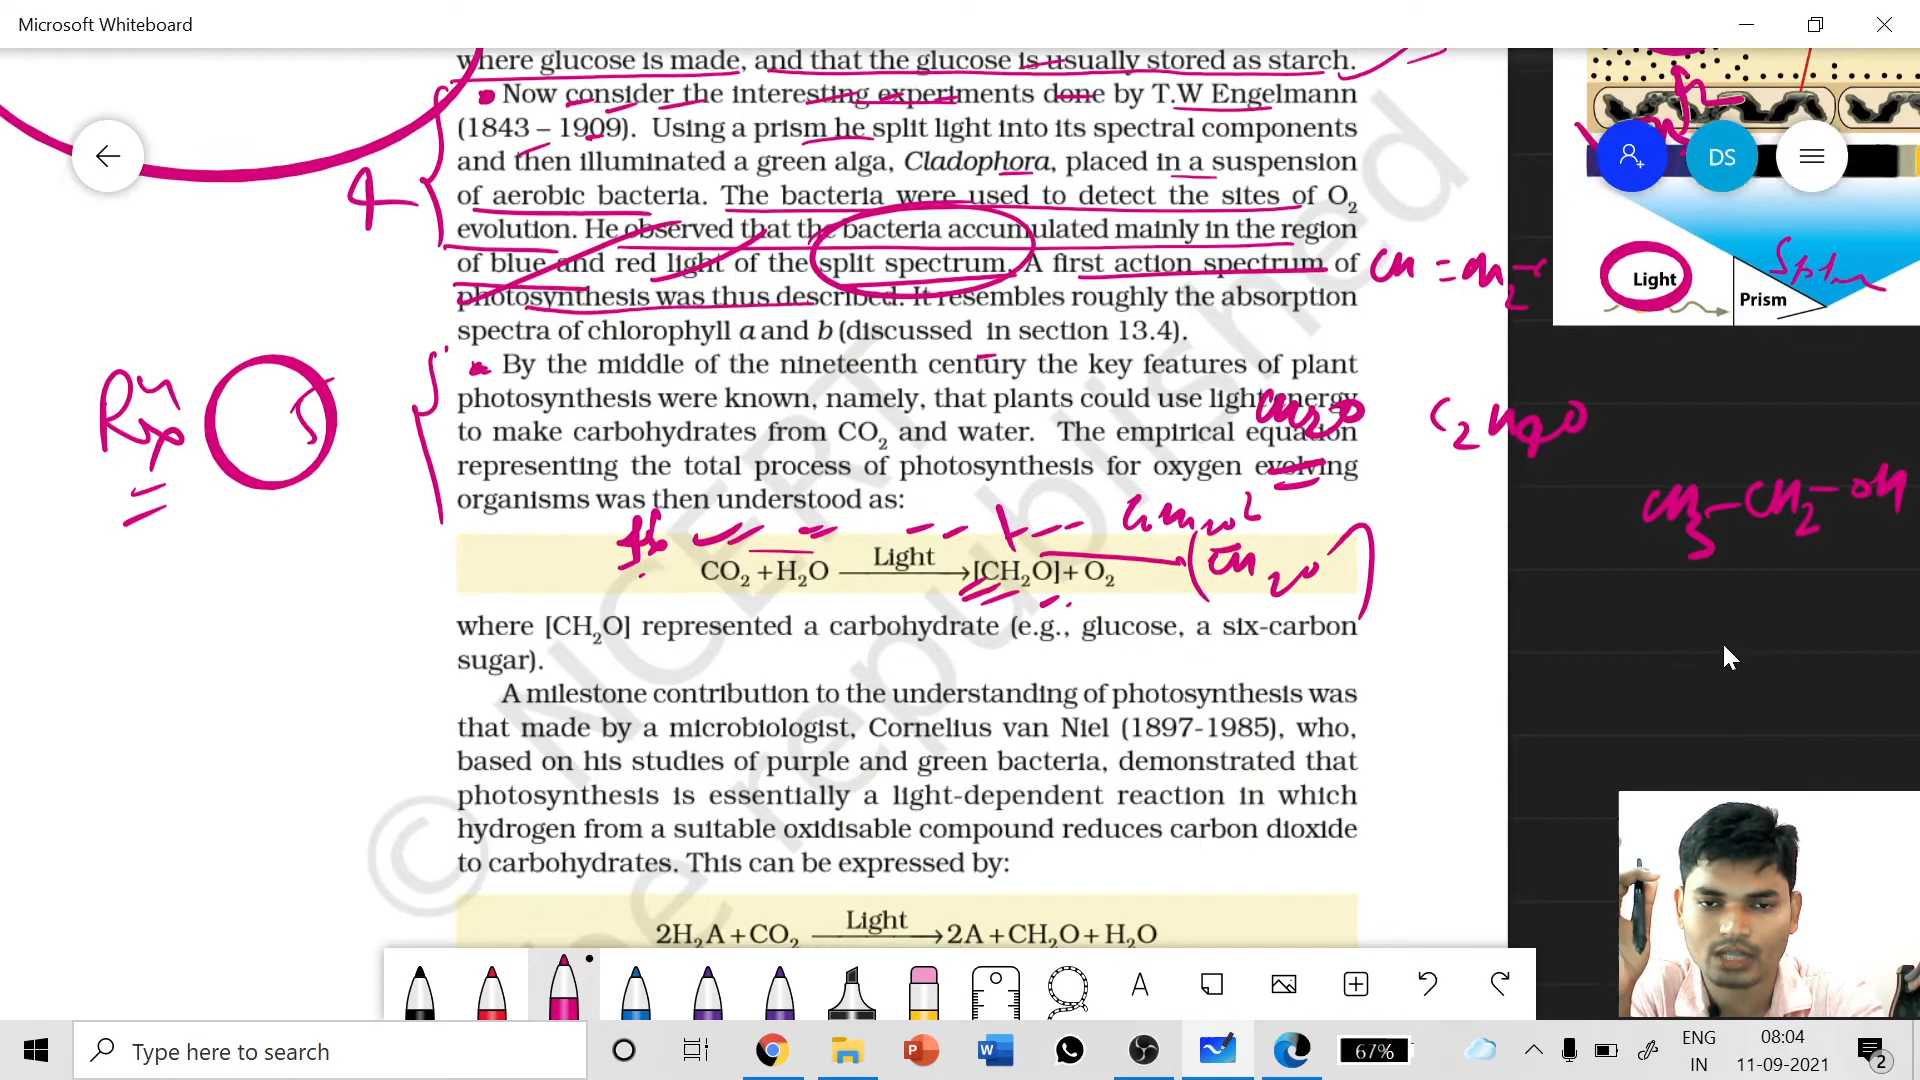 Microsoft Whiteboard
where glucose is made, and that the glucose is usually stored as starch.
Now consider the interesting experiments done by T.W Engelmann
(1843 – 1909). Using a prism he split light into its spectral components
and then illuminated a green alga, Cladophora, placed in a suspension
of aerobic bacteria. The bacteria were used to detect the sites of O₂
evolution. He observed that the bacteria accumulated mainly in the region
of blue and red light of the split spectrum. A first action spectrum of
photosynthesis was thus described. It resembles roughly the absorption
spectra of chlorophyll a and b (discussed in section 13.4).
By the middle of the nineteenth century the key features of plant
photosynthesis were known, namely, that plants could use light energy
to make carbohydrates from CO₂ and water. The empirical equation
representing the total process of photosynthesis for oxygen evolving
organisms was then understood as:
Light
CO₂ + H₂O → [CH₂O] + O₂
where [CH₂O] represented a carbohydrate (e.g., glucose, a six-carbon
sugar).
A milestone contribution to the understanding of photosynthesis was
that made by a microbiologist, Cornelius van Niel (1897-1985), who,
based on his studies of purple and green bacteria, demonstrated that
photosynthesis is essentially a light-dependent reaction in which
hydrogen from a suitable oxidisable compound reduces carbon dioxide
to carbohydrates. This can be expressed by:
Light
2H₂A + CO₂ → 2A + CH₂O + H₂O
© NCERT
be republished
4
DS
Light
Prism
C₂H₄O
CH₃-CH₂-OH
(CH₂O)
A
Type here to search
67%
ENG
IN
08:04
11-09-2021
2